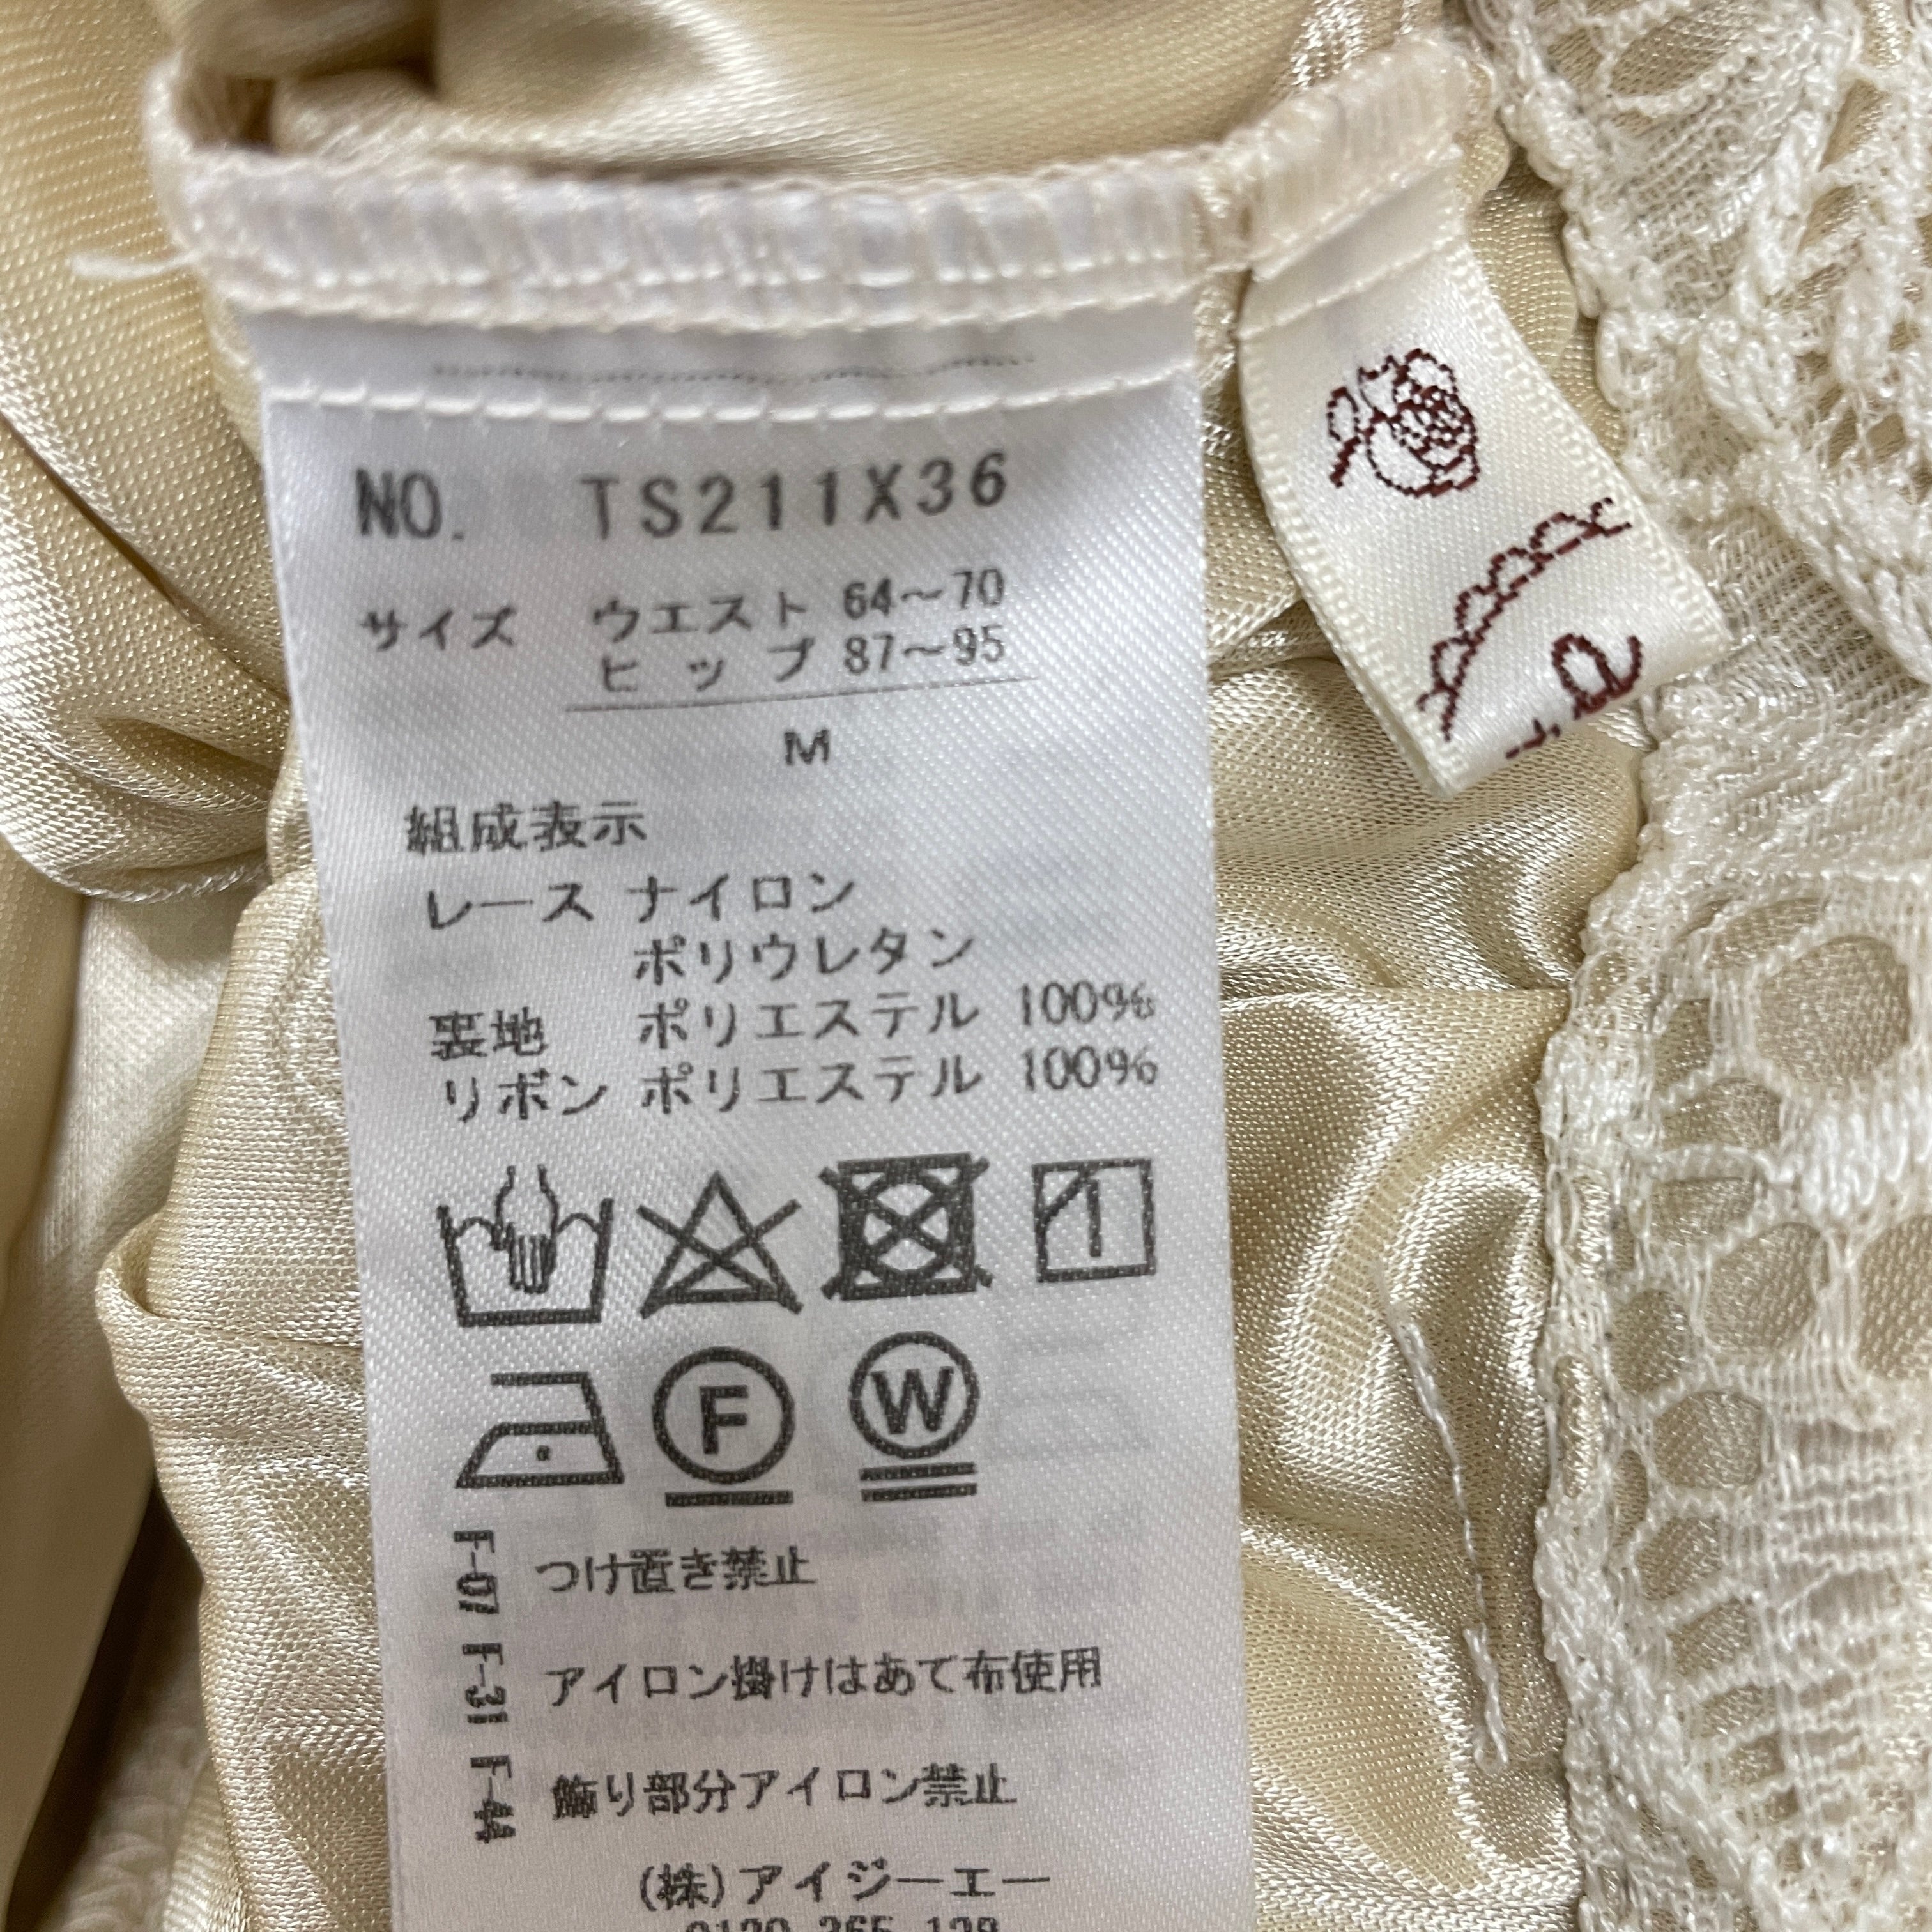 NO. TS211X36
サイズ ウエスト 64～70
ヒップ 87～95
M
組成表示
レース ナイロン
ポリウレタン
裏地 ポリエステル 100%
リボン ポリエステル 100%
F
W
F-07 つけ置き禁止
F-31 アイロン掛けはあて布使用
F-44 飾り部分アイロン禁止
(株)アイジーエー